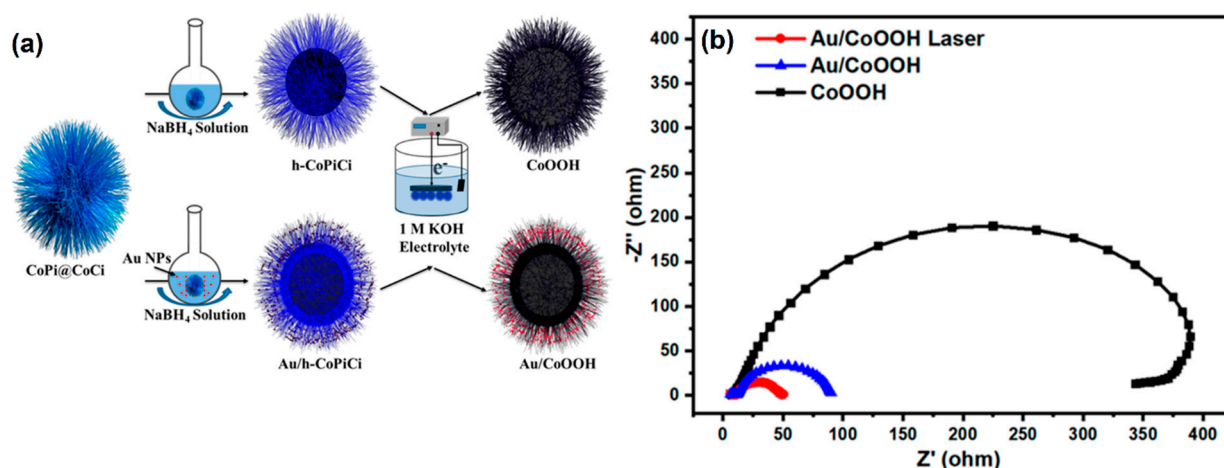 (a)
NaBH₄ Solution
h-CoPiCi
CoOOH
e⁻
1 M KOH
Electrolyte
CoPi@CoCi
Au NPs
NaBH₄ Solution
Au/h-CoPiCi
Au/CoOOH
(b)
Au/CoOOH Laser
Au/CoOOH
CoOOH
-Z'' (ohm)
400
350
300
250
200
150
100
50
0
0 50 100 150 200 250 300 350 400
Z' (ohm)